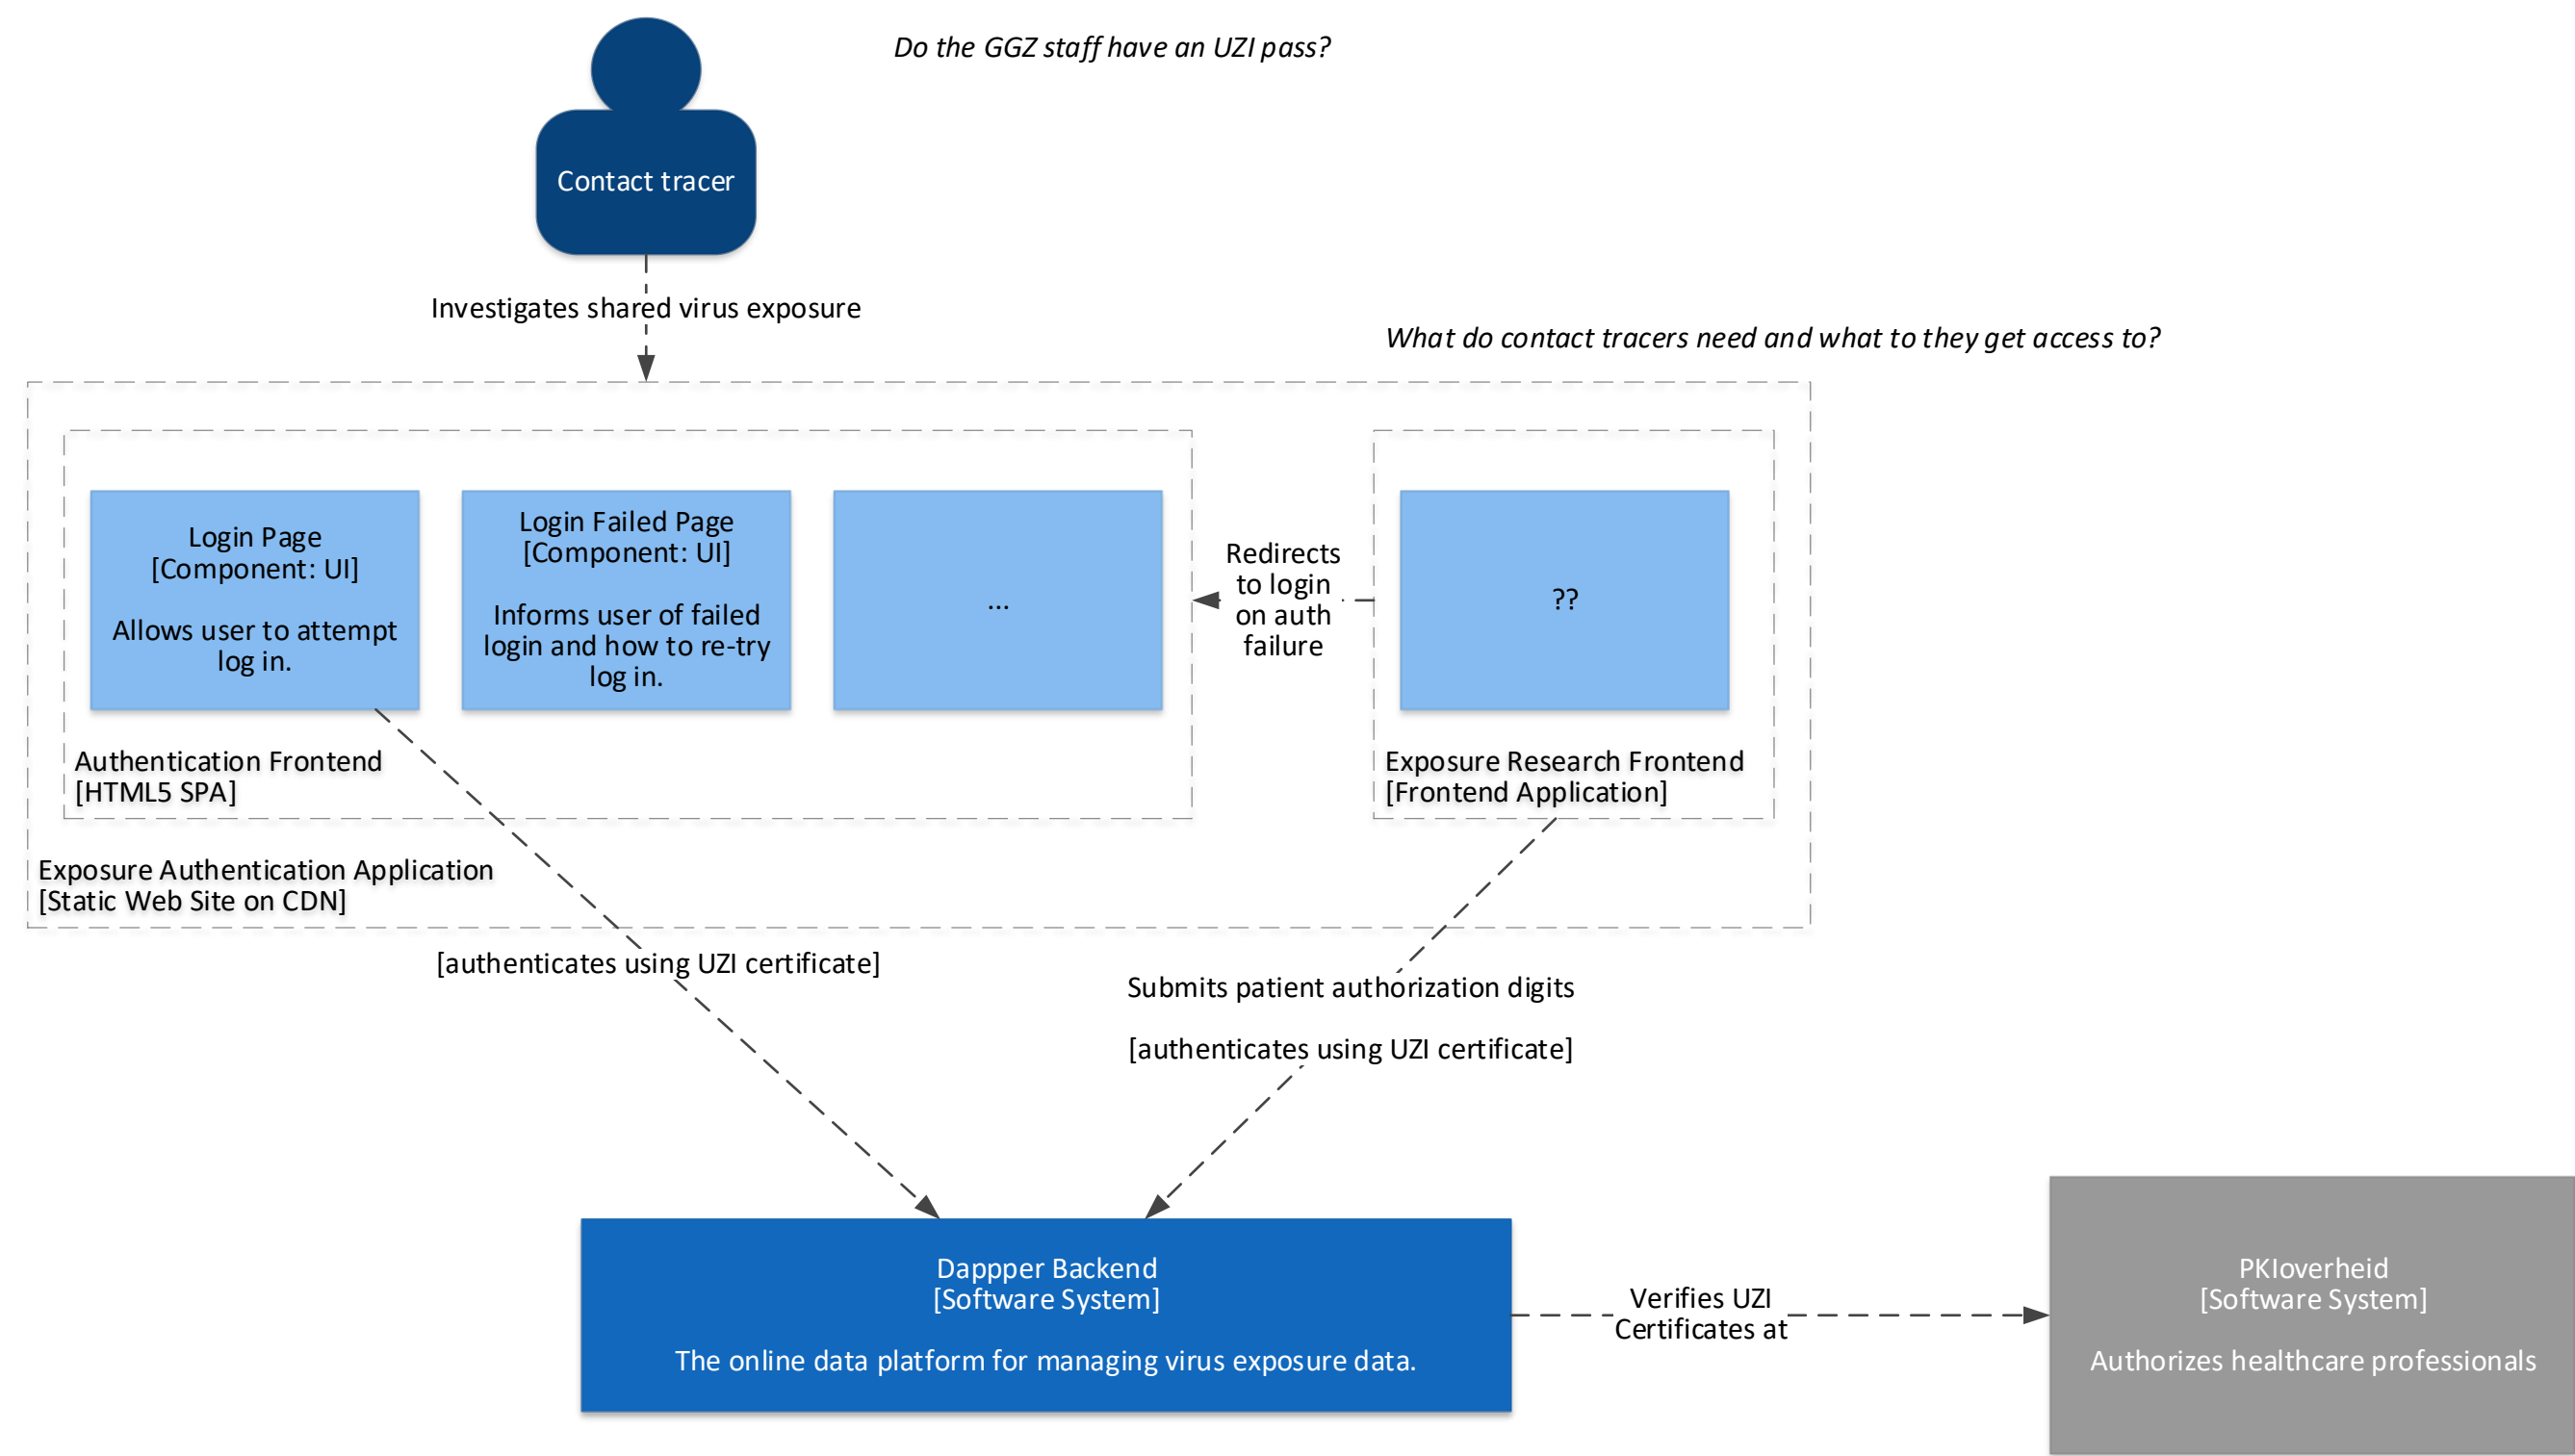 Do the GGZ staff have an UZI pass?
Contact tracer
Investigates shared virus exposure
What do contact tracers need and what to they get access to?
Login Page
[Component: UI]
Allows user to attempt
log in.
Login Failed Page
[Component: UI]
Informs user of failed
login and how to re-try
log in.
...
Redirects
to login
on auth
failure
??
Authentication Frontend
[HTML5 SPA]
Exposure Research Frontend
[Frontend Application]
Exposure Authentication Application
[Static Web Site on CDN]
[authenticates using UZI certificate]
Submits patient authorization digits
[authenticates using UZI certificate]
Dappper Backend
[Software System]
The online data platform for managing virus exposure data.
Verifies UZI
Certificates at
PKIoverheid
[Software System]
Authorizes healthcare professionals